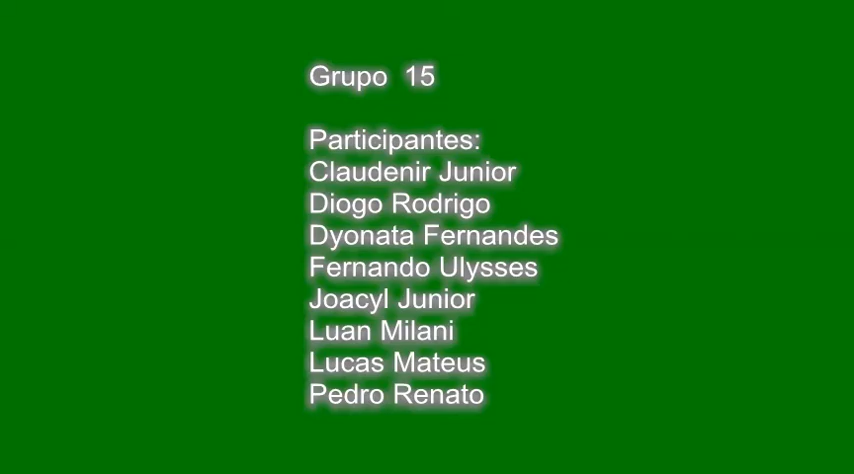 Grupo  15
Participantes:
Claudenir Junior
Diogo Rodrigo
Dyonata Fernandes
Fernando Ulysses
Joacyl Junior
Luan Milani
Lucas Mateus
Pedro Renato